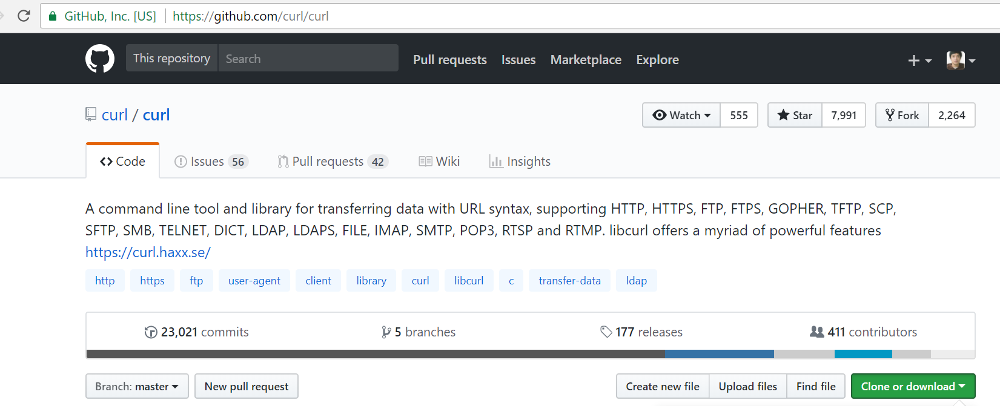 GitHub, Inc. [US] https://github.com/curl/curl
This repository Search Pull requests Issues Marketplace Explore
curl / curl Watch 555 Star 7,991 Fork 2,264
Code Issues 56 Pull requests 42 Wiki Insights
A command line tool and library for transferring data with URL syntax, supporting HTTP, HTTPS, FTP, FTPS, GOPHER, TFTP, SCP,
SFTP, SMB, TELNET, DICT, LDAP, LDAPS, FILE, IMAP, SMTP, POP3, RTSP and RTMP. libcurl offers a myriad of powerful features
https://curl.haxx.se/
http https ftp user-agent client library curl libcurl c transfer-data ldap
23,021 commits 5 branches 177 releases 411 contributors
Branch: master New pull request Create new file Upload files Find file Clone or download